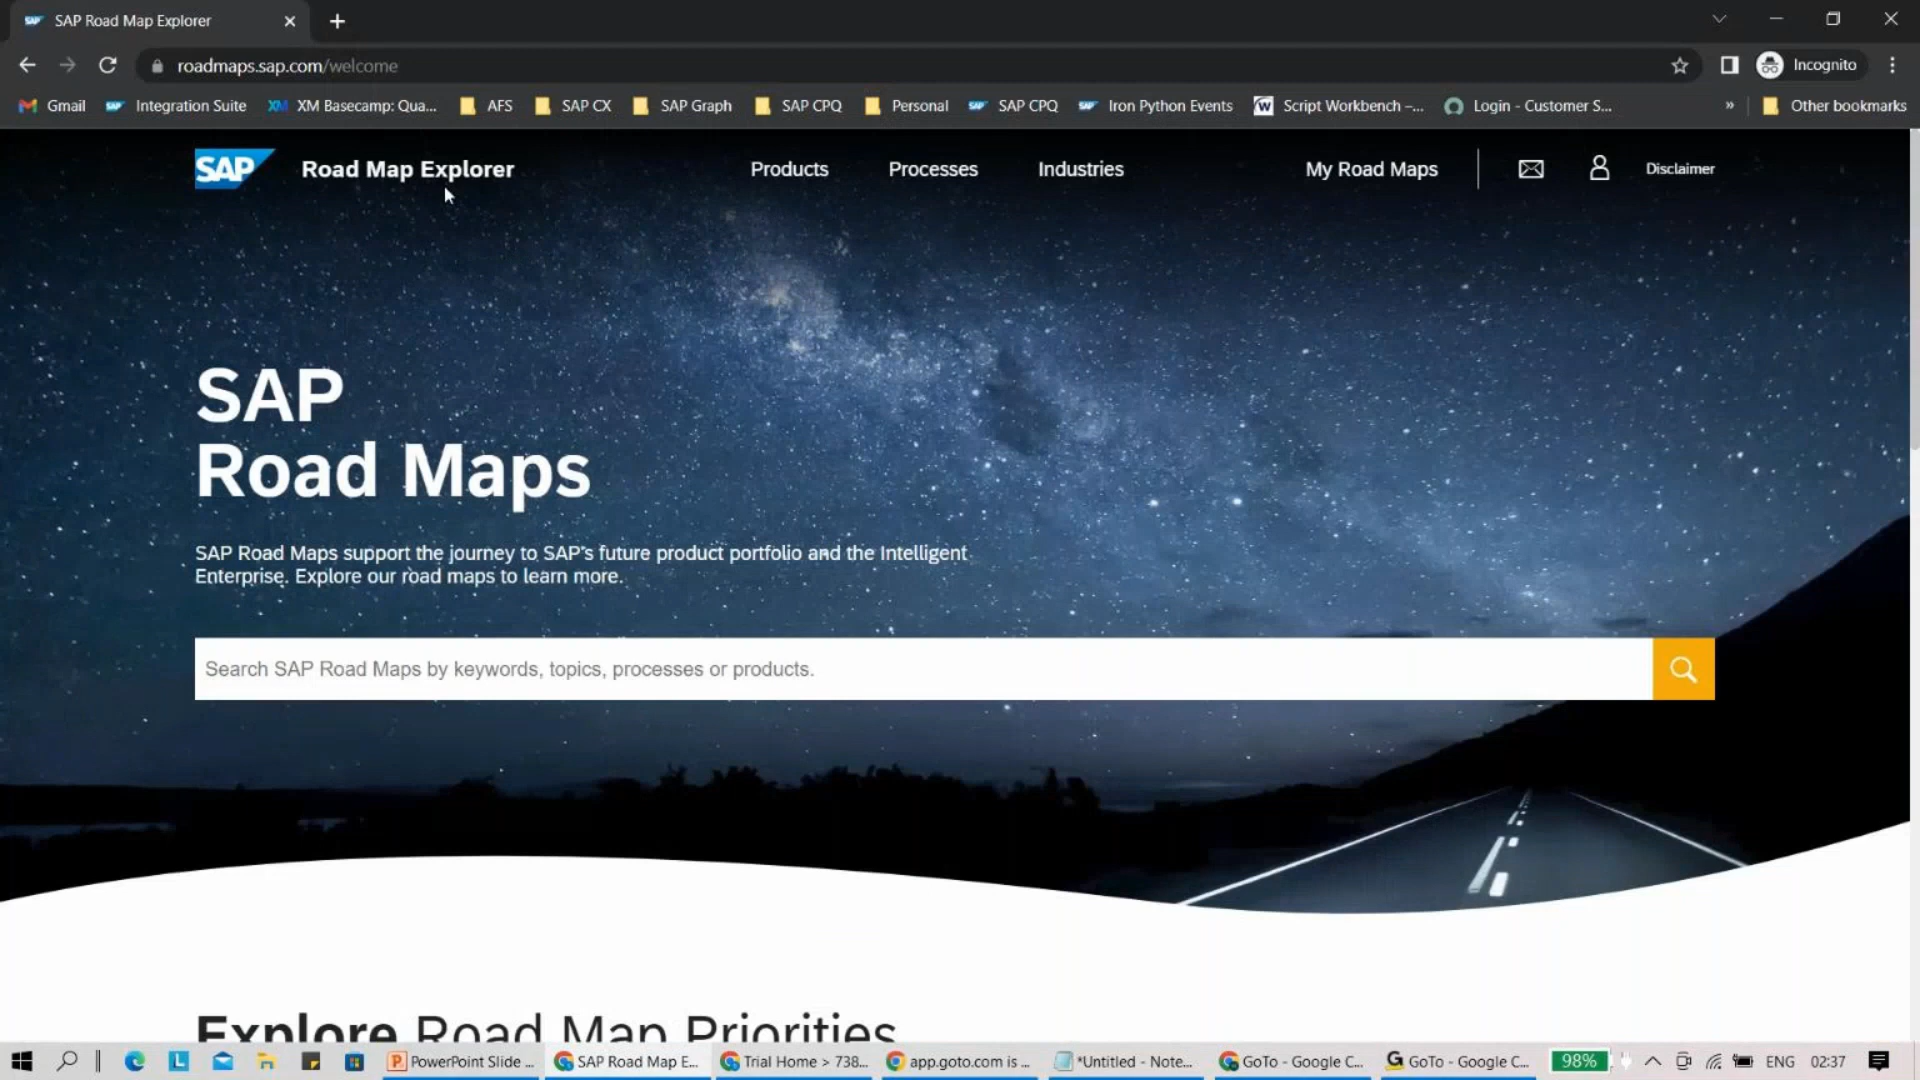 SAP Road Map Explorer
roadmaps.sap.com/welcome
Incognito
Gmail
Integration Suite
XM Basecamp: Qua...
AFS
SAP CX
SAP Graph
SAP CPQ
Personal
SAP CPQ
Iron Python Events
Script Workbench –...
Login - Customer S...
»
Other bookmarks
SAP
Road Map Explorer
Products
Processes
Industries
My Road Maps
Disclaimer
SAP
Road Maps
SAP Road Maps support the journey to SAP's future product portfolio and the Intelligent
Enterprise. Explore our road maps to learn more.
Search SAP Road Maps by keywords, topics, processes or products.
Explore Road Map Priorities
PowerPoint Slide ...
SAP Road Map E...
Trial Home > 738...
app.goto.com is ...
*Untitled - Note...
GoTo - Google C...
GoTo - Google C...
98%
ENG
02:37